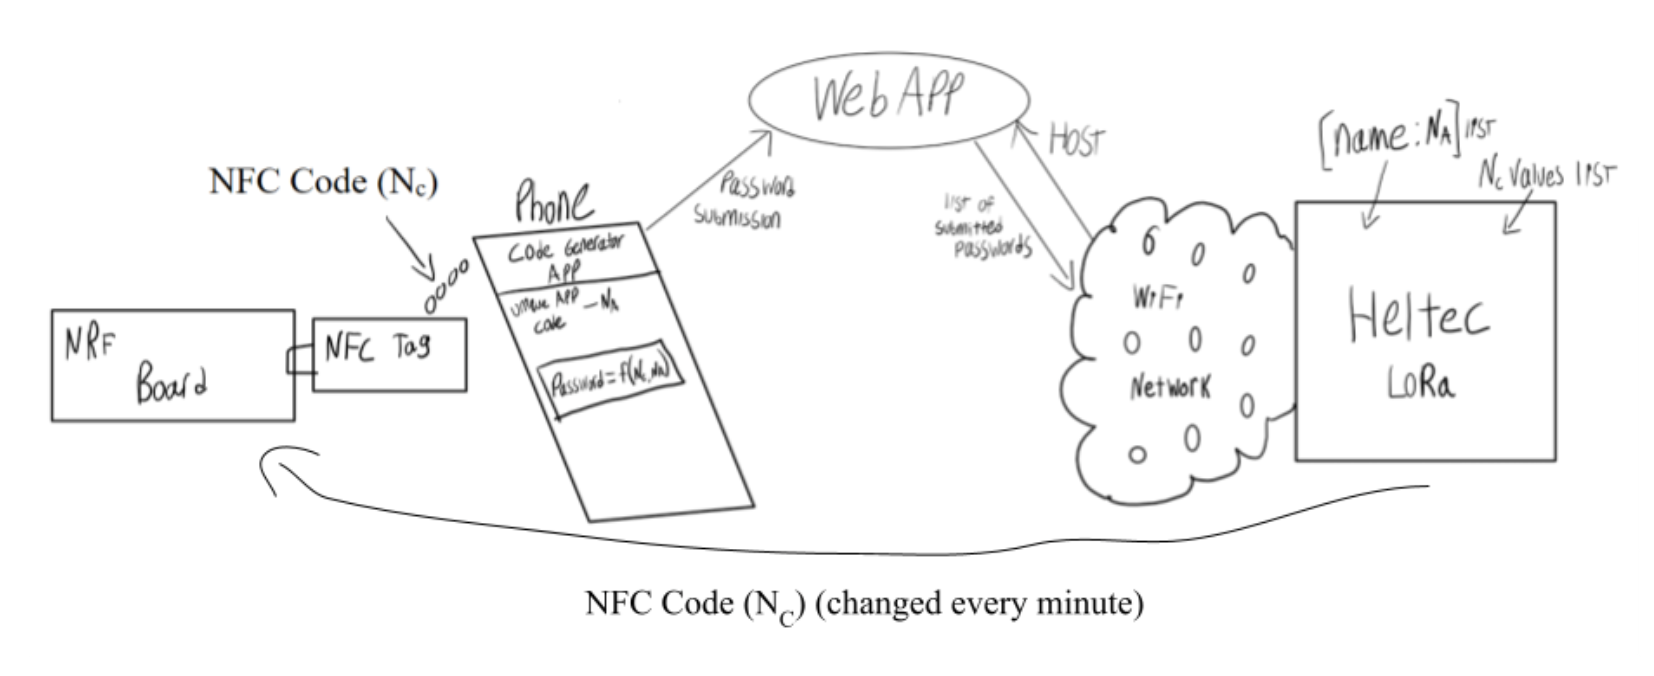 Web APP
HOST
[name: N_A] LIST
N_C Values LIST
NFC Code (N_c)
Phone
Password
Submission
LIST OF
Submitted
Passwords
Code Generator
APP
Unique APP — N_A
code
Password = f(N_C, N_A)
NRF
Board
NFC Tag
WiFi
Network
Heltec
LoRa
NFC Code (N_C) (changed every minute)